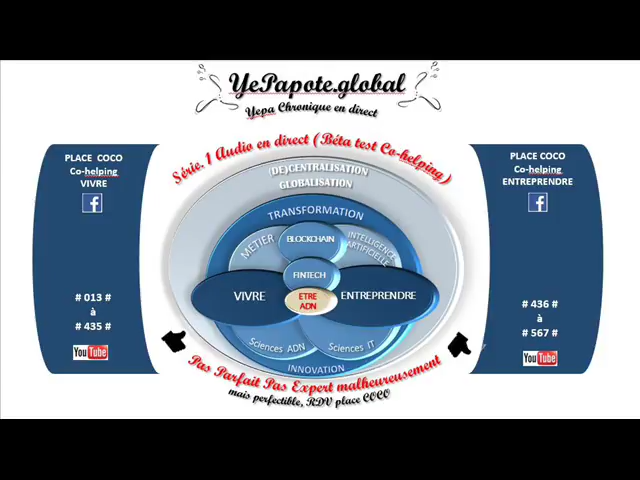 YePapote.global
Yepa Chronique en direct
Série. 1 Audio en direct (Béta test Co-helping)
PLACE COCO
Co-helping
VIVRE
f
# 013 #
à
# 435 #
YouTube
(DE)CENTRALISATION
GLOBALISATION
TRANSFORMATION
METIER
BLOCKCHAIN
INTELLIGENCE
ARTIFICIELLE
FINTECH
VIVRE
ETRE
ADN
ENTREPRENDRE
Sciences ADN
Sciences IT
INNOVATION
PLACE COCO
Co-helping
ENTREPRENDRE
f
# 436 #
à
# 567 #
YouTube
Pas Parfait Pas Expert malheureusement
mais perfectible, RDV place COCO